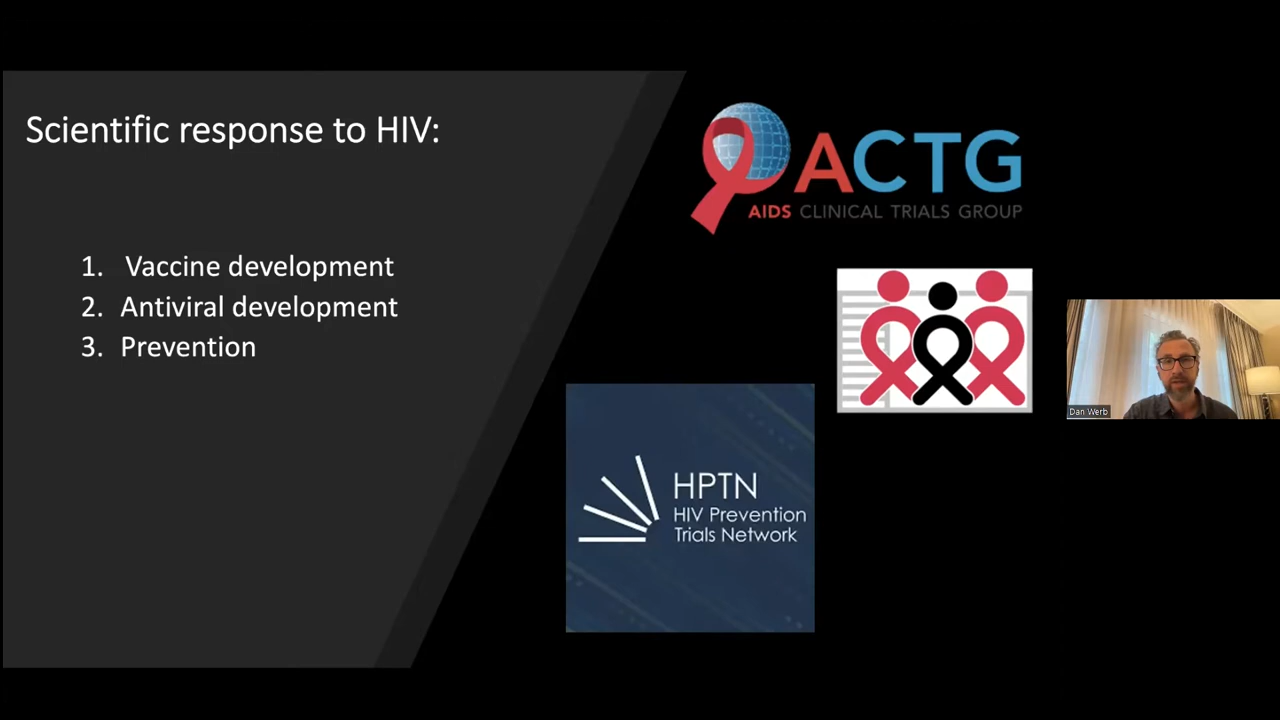 Scientific response to HIV:
1. Vaccine development
2. Antiviral development
3. Prevention
ACTG
AIDS CLINICAL TRIALS GROUP
HPTN
HIV Prevention
Trials Network
Dan Werb